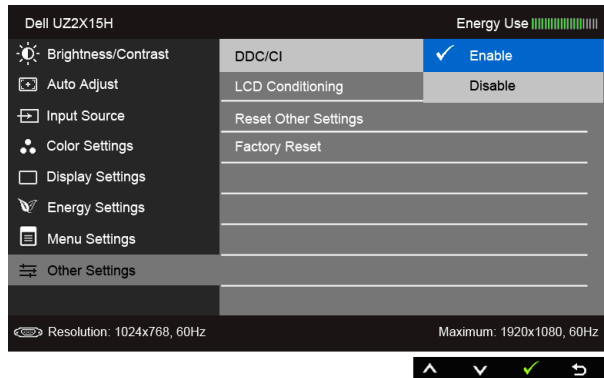 Dell UZ2X15H
Energy Use
Brightness/Contrast
Auto Adjust
Input Source
Color Settings
Display Settings
Energy Settings
Menu Settings
Other Settings
DDC/CI
LCD Conditioning
Reset Other Settings
Factory Reset
Enable
Disable
Resolution: 1024x768, 60Hz
Maximum: 1920x1080, 60Hz